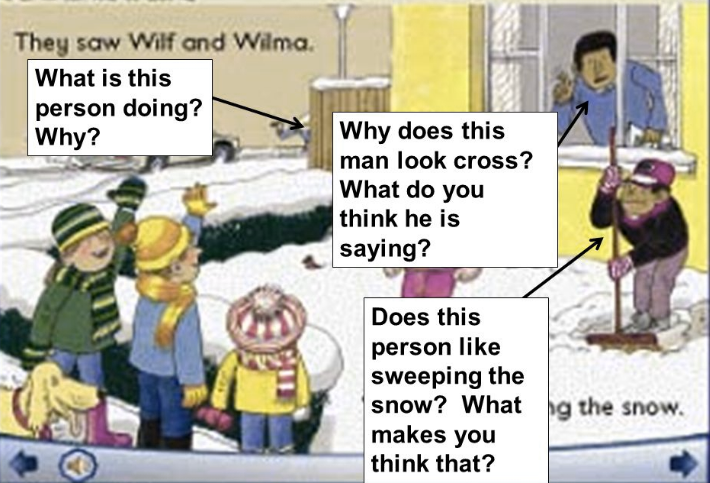 They saw Wilf and Wilma.
What is this
person doing?
Why?
Why does this
man look cross?
What do you
think he is
saying?
Does this
person like
sweeping the
snow? What
makes you
think that?
the snow.